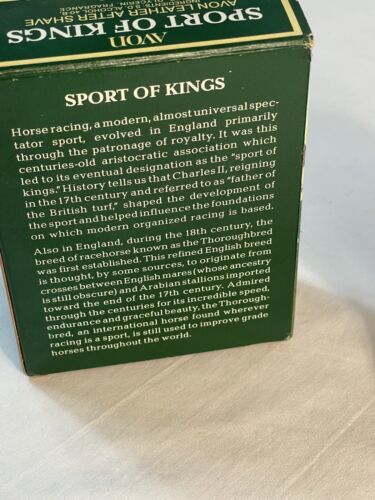 AVON
SPORT OF KINGS
AVON LEATHER AFTER SHAVE
INGREDIENTS: S.D. ALCOHOL 40-B,
GLYCERIN, FRAGRANCE
SPORT OF KINGS
Horse racing, a modern, almost universal spec-
tator sport, evolved in England primarily
through the patronage of royalty. It was this
centuries-old aristocratic association which
led to its eventual designation as the "sport of
kings." History tells us that Charles II, reigning
in the 17th century and referred to as "father of
the British turf," shaped the development of
the sport and helped influence the foundations
on which modern organized racing is based.
Also in England, during the 18th century, the
breed of racehorse known as the Thoroughbred
was first established. This refined English breed
is thought, by some sources, to originate from
crosses between English mares (whose ancestry
is still obscure) and Arabian stallions imported
toward the end of the 17th century. Admired
through the centuries for its incredible speed,
endurance and graceful beauty, the Thorough-
bred, an international horse found wherever
racing is a sport, is still used to improve grade
horses throughout the world.